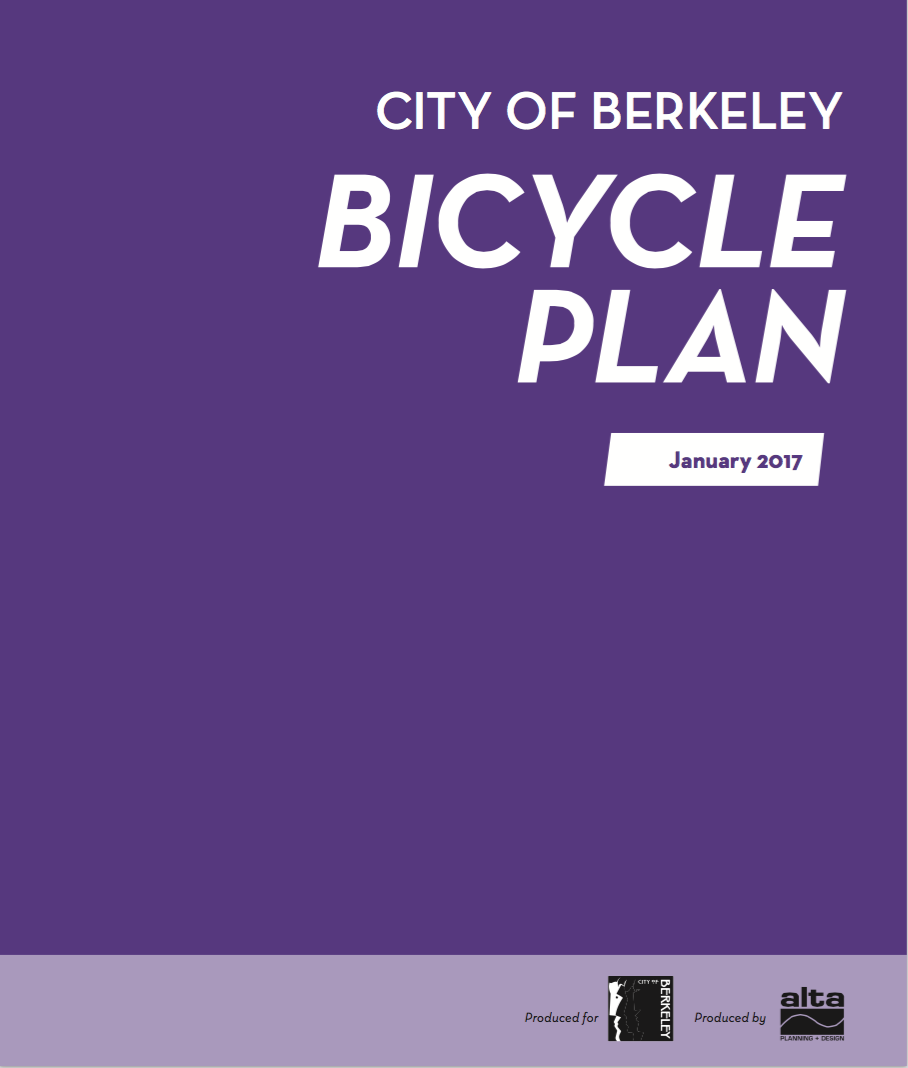 CITY OF BERKELEY
BICYCLE
PLAN
January 2017
Produced for
CITY OF
BERKELEY
Produced by
alta
PLANNING + DESIGN